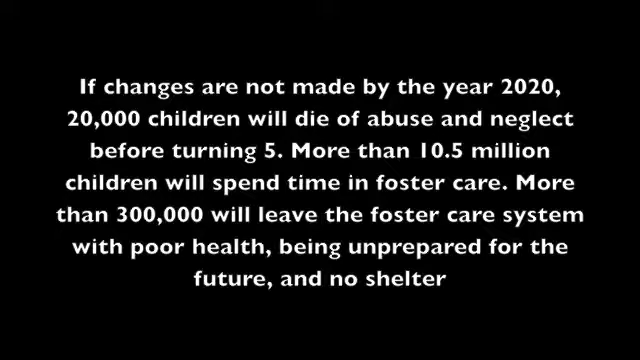 If changes are not made by the year 2020,
20,000 children will die of abuse and neglect
before turning 5. More than 10.5 million
children will spend time in foster care. More
than 300,000 will leave the foster care system
with poor health, being unprepared for the
future, and no shelter